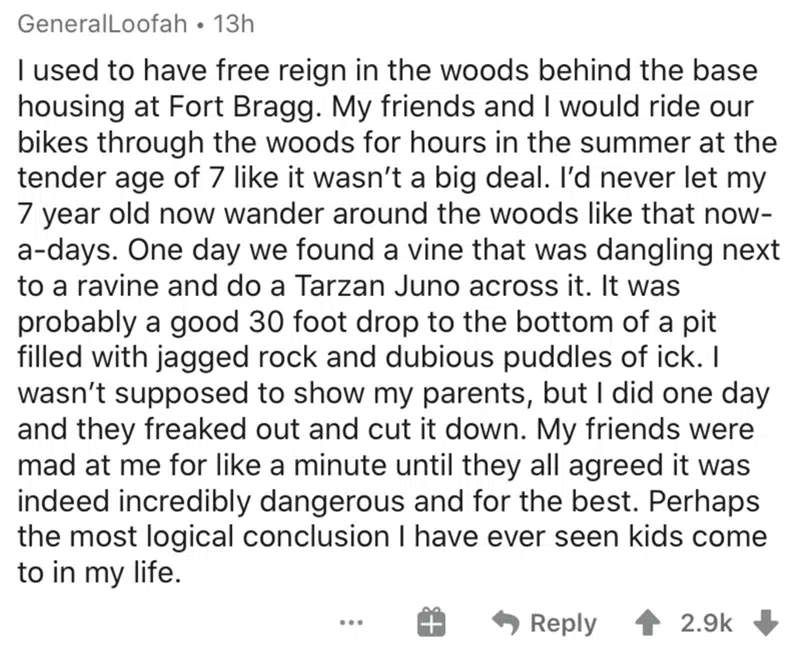 GeneralLoofah • 13h
I used to have free reign in the woods behind the base
housing at Fort Bragg. My friends and I would ride our
bikes through the woods for hours in the summer at the
tender age of 7 like it wasn't a big deal. I'd never let my
7 year old now wander around the woods like that now-
a-days. One day we found a vine that was dangling next
to a ravine and do a Tarzan Juno across it. It was
probably a good 30 foot drop to the bottom of a pit
filled with jagged rock and dubious puddles of ick. I
wasn't supposed to show my parents, but I did one day
and they freaked out and cut it down. My friends were
mad at me for like a minute until they all agreed it was
indeed incredibly dangerous and for the best. Perhaps
the most logical conclusion I have ever seen kids come
to in my life.
... Reply 2.9k